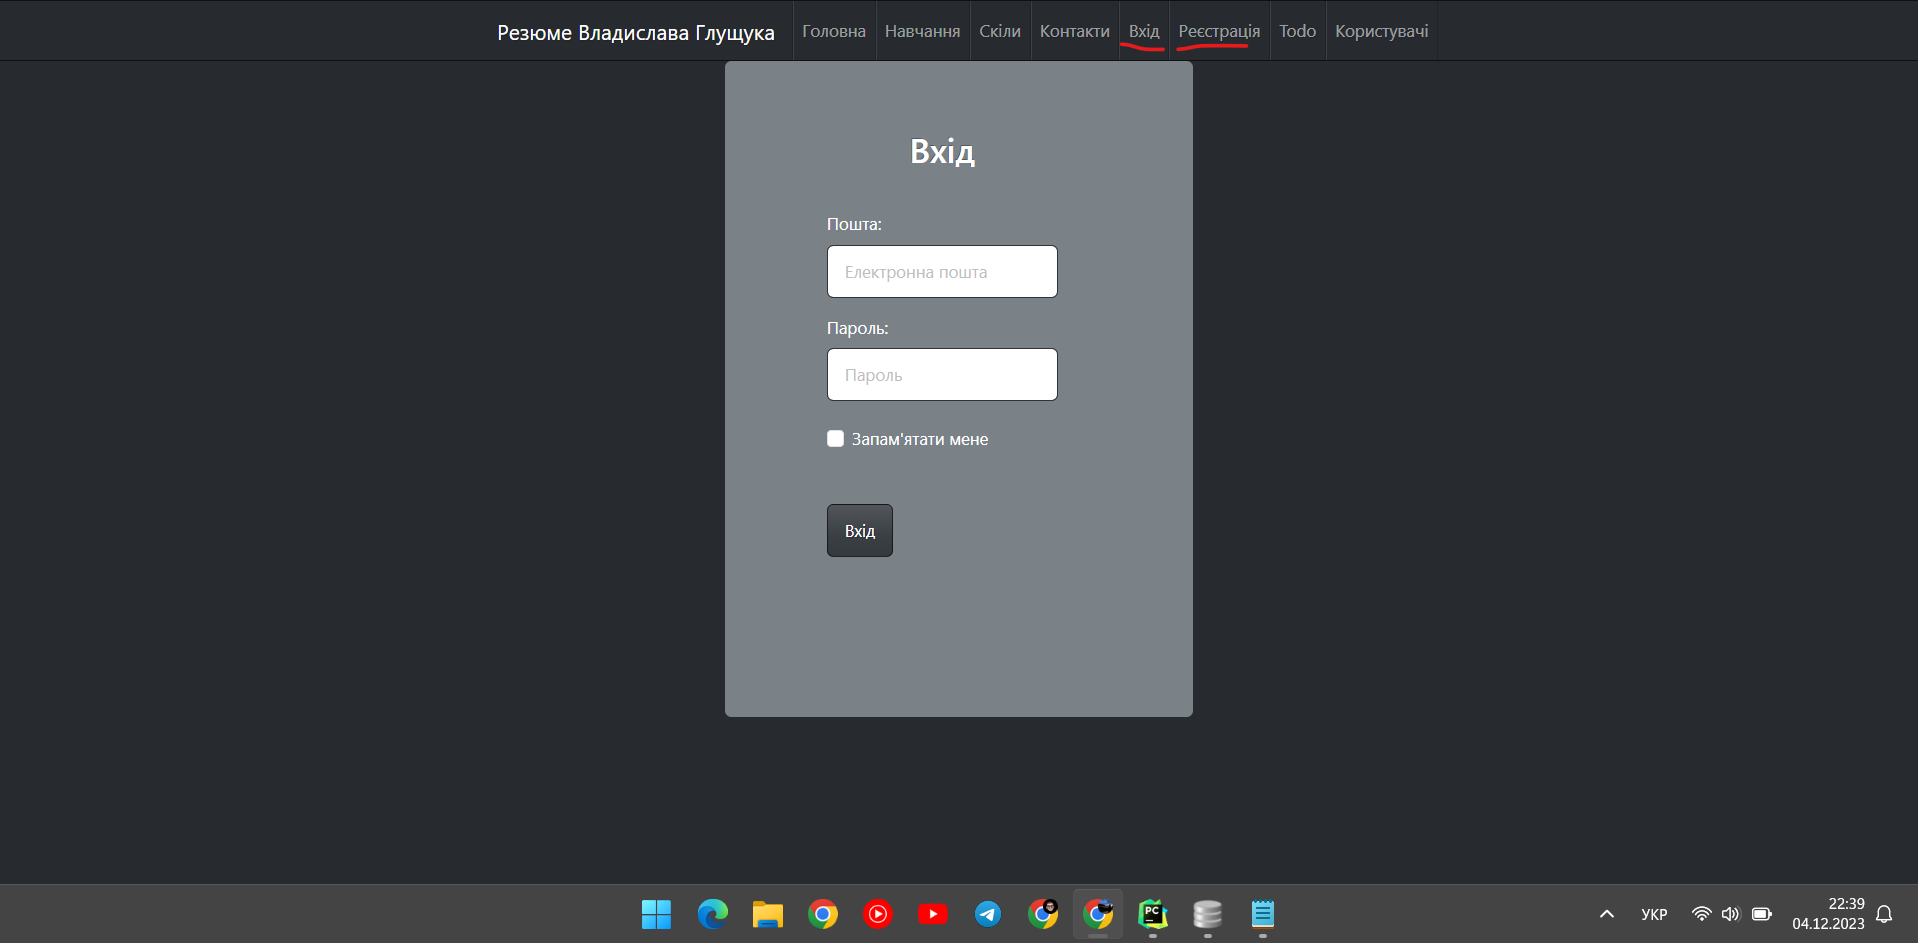 Резюме Владислава Глущука Головна Навчання Скіли Контакти Вхід Реєстрація Todo Користувачі
Вхід
Пошта:
Електронна пошта
Пароль:
Пароль
Запам'ятати мене
Вхід
PC
УКР
22:39
04.12.2023